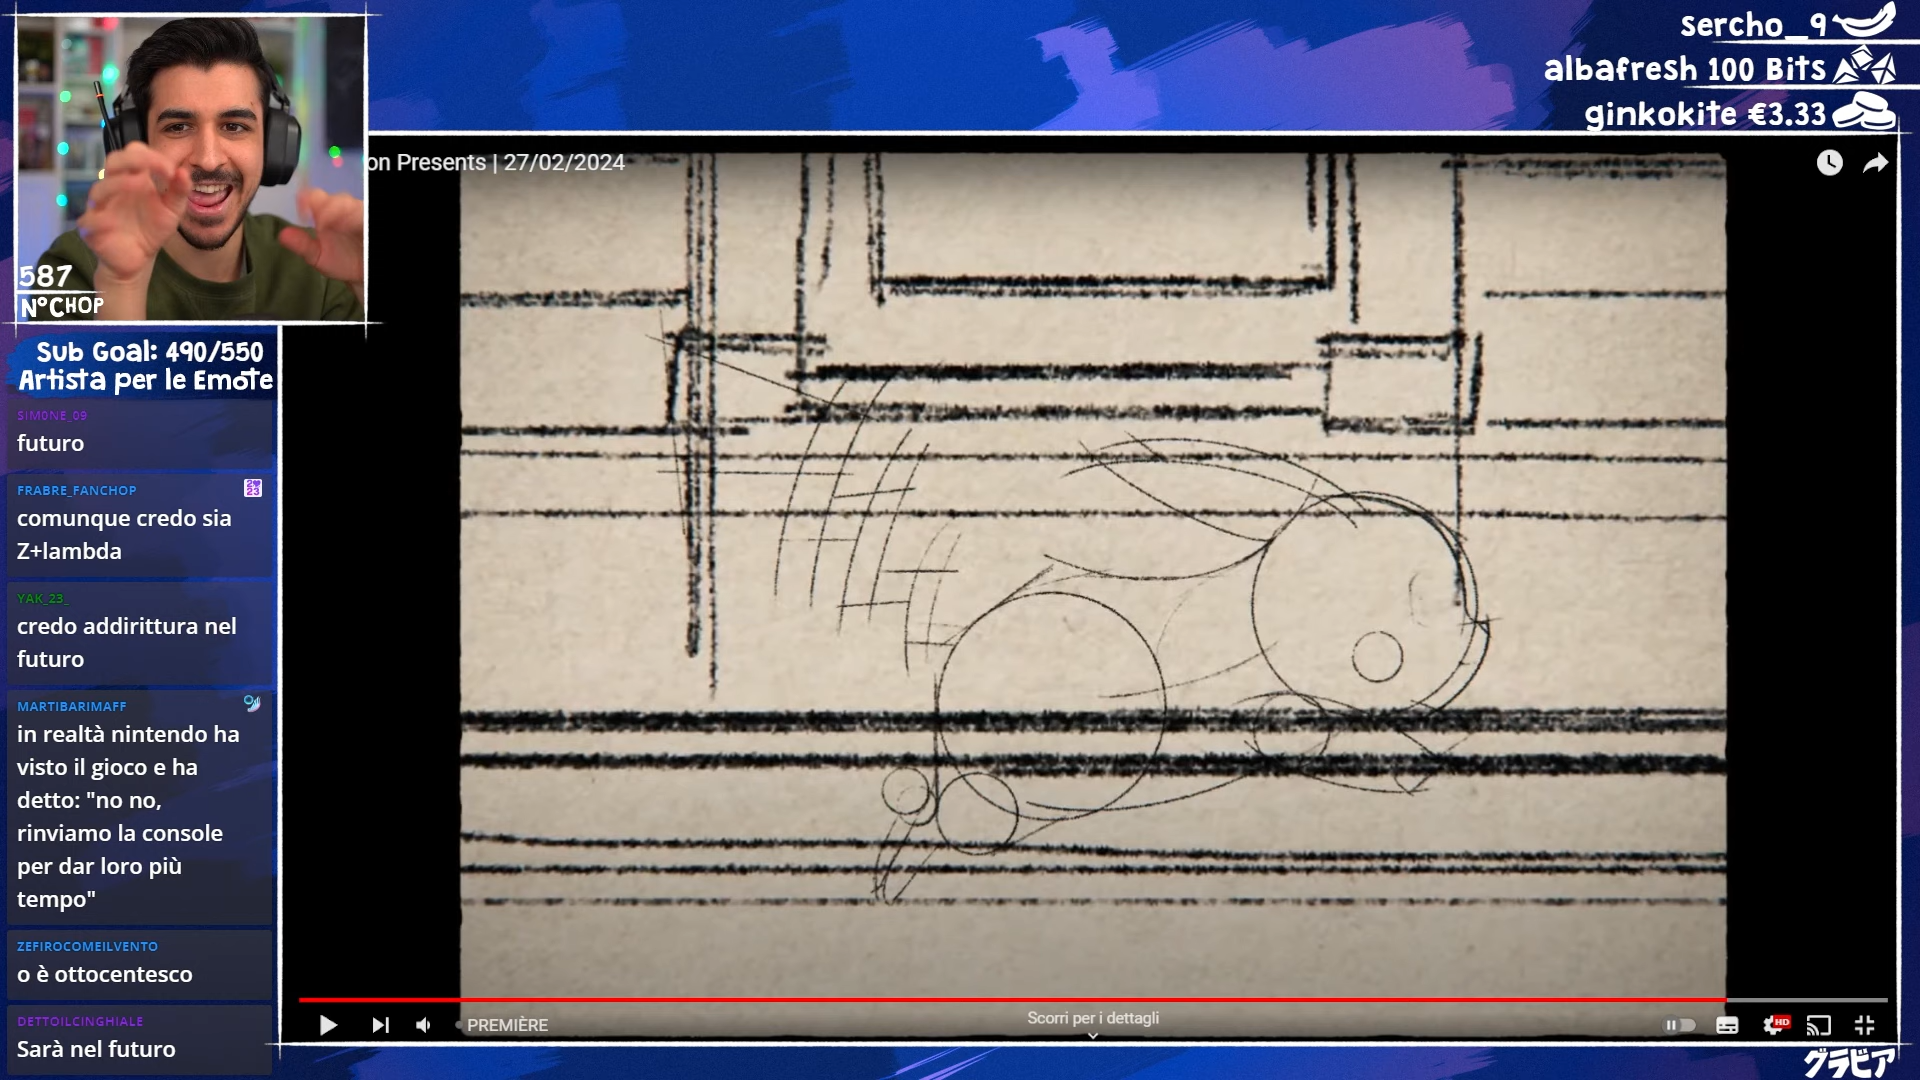 sercho_9
albafresh 100 Bits
ginkokite €3.33
on Presents | 27/02/2024
587
N°CHOP
Sub Goal: 490/550
Artista per le Emote
SIM0NE_09
futuro
FRABRE_FANCHOP
comunque credo sia
Z+lambda
YAK_23_
credo addirittura nel
futuro
MARTIBARIMAFF
in realtà nintendo ha
visto il gioco e ha
detto: "no no,
rinviamo la console
per dar loro più
tempo"
ZEFIROCOMEILVENTO
o è ottocentesco
DETTOILCINGHIALE
Sarà nel futuro
PREMIÈRE
Scorri per i dettagli
HD
グラビア